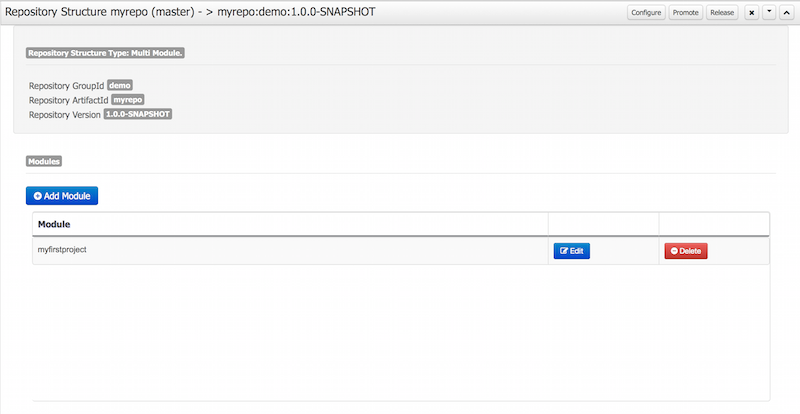 Repository Structure myrepo (master) - > myrepo:demo:1.0.0-SNAPSHOT
Configure Promote Release
Repository Structure Type: Multi Module.
Repository GroupId demo
Repository ArtifactId myrepo
Repository Version 1.0.0-SNAPSHOT
Modules
Add Module
Module
myfirstproject Edit Delete